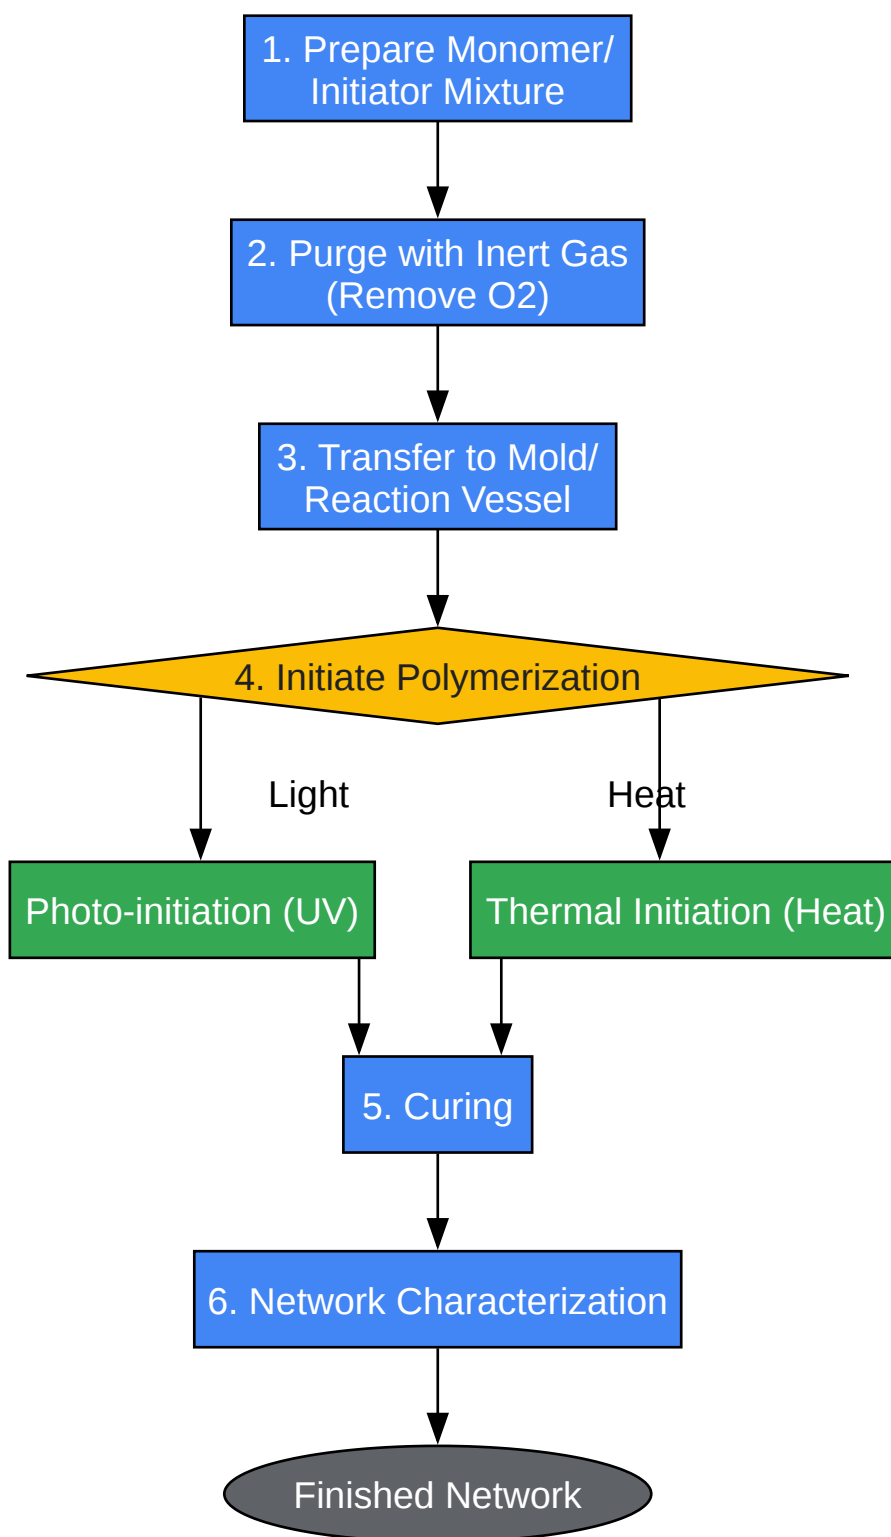 1. Prepare Monomer/
Initiator Mixture
2. Purge with Inert Gas
(Remove O2)
3. Transfer to Mold/
Reaction Vessel
4. Initiate Polymerization
Light
Heat
Photo-initiation (UV)
Thermal Initiation (Heat)
5. Curing
6. Network Characterization
Finished Network